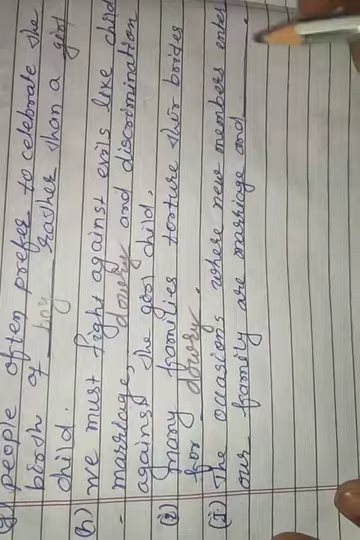 (g) people often prefer to celebrate the
birth of boy rather than a girl
child.
(h) we must fight against evils like child
marriage, dowry and discrimination
against the girl child.
(i) many families torture their brides
for dowry.
(j) The occasions where new members enter
our family are marriage and